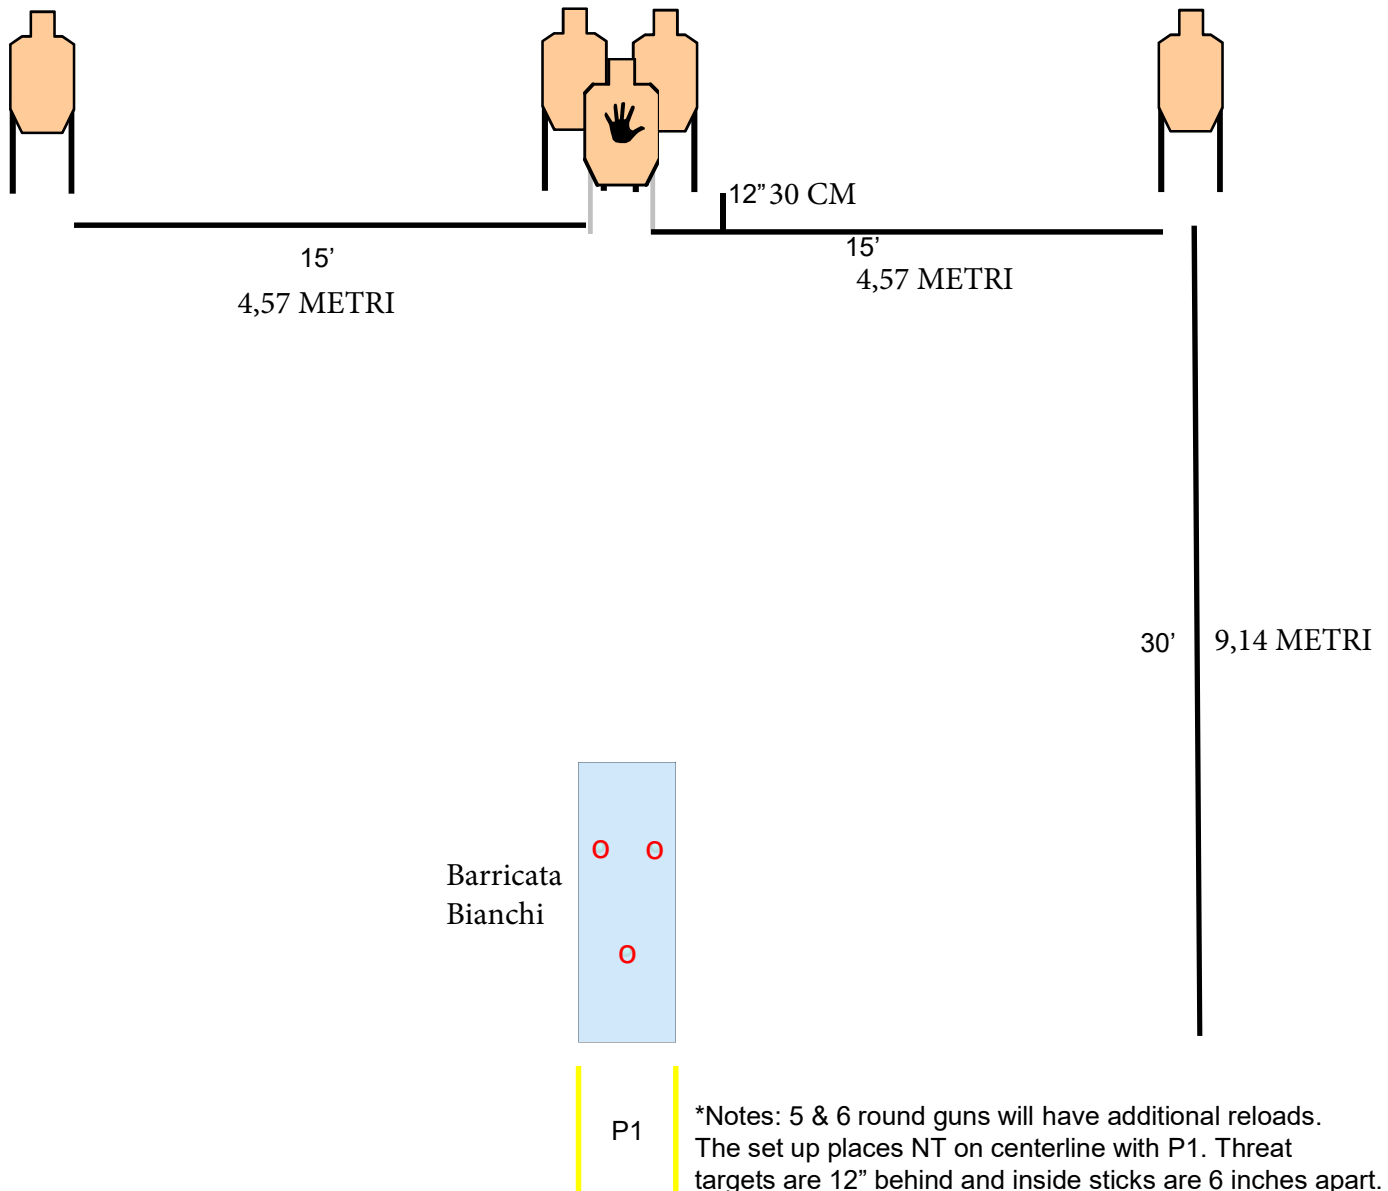 12” 30 CM
15’
4,57 METRI
15’
4,57 METRI
30’ 9,14 METRI
Barricata
Bianchi
o o
o
P1
*Notes: 5 & 6 round guns will have additional reloads.
The set up places NT on centerline with P1. Threat
targets are 12” behind and inside sticks are 6 inches apart.